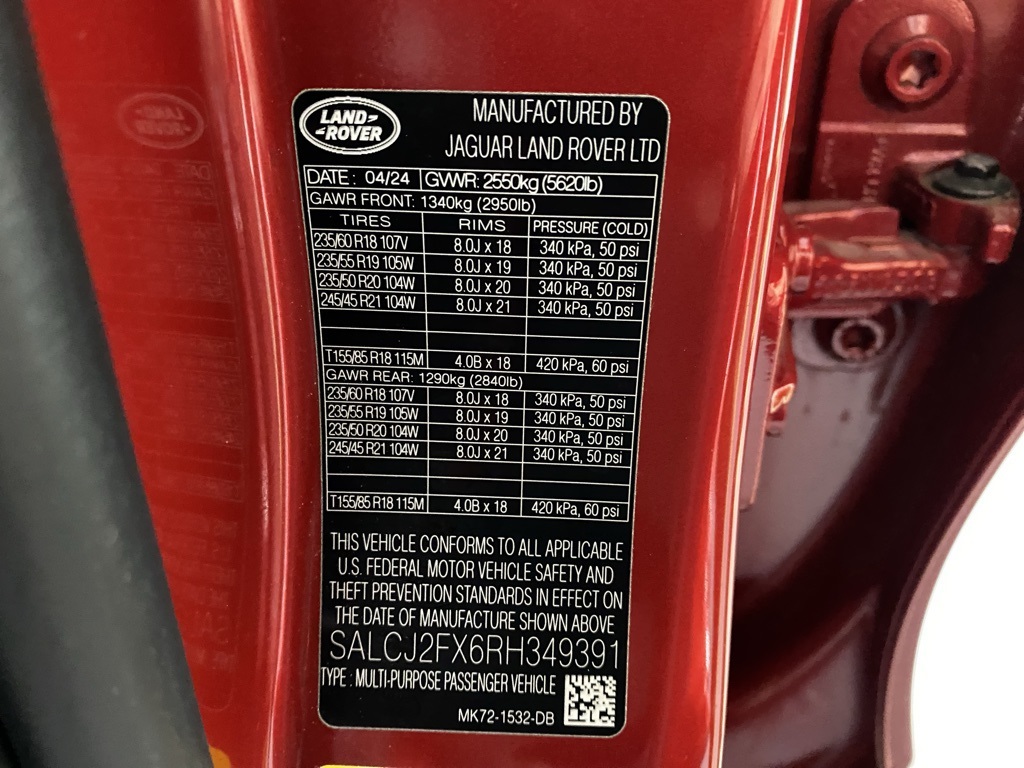 LAND
ROVER
MANUFACTURED BY
JAGUAR LAND ROVER LTD
DATE: 04/24 GVWR: 2550kg (5620lb)
GAWR FRONT: 1340kg (2950lb)
TIRES RIMS PRESSURE (COLD)
235/60 R18 107V 8.0J x 18 340 kPa, 50 psi
235/55 R19 105W 8.0J x 19 340 kPa, 50 psi
235/50 R20 104W 8.0J x 20 340 kPa, 50 psi
245/45 R21 104W 8.0J x 21 340 kPa, 50 psi
T155/85 R18 115M 4.0B x 18 420 kPa, 60 psi
GAWR REAR: 1290kg (2840lb)
235/60 R18 107V 8.0J x 18 340 kPa, 50 psi
235/55 R19 105W 8.0J x 19 340 kPa, 50 psi
235/50 R20 104W 8.0J x 20 340 kPa, 50 psi
245/45 R21 104W 8.0J x 21 340 kPa, 50 psi
T155/85 R18 115M 4.0B x 18 420 kPa, 60 psi
THIS VEHICLE CONFORMS TO ALL APPLICABLE
U.S. FEDERAL MOTOR VEHICLE SAFETY AND
THEFT PREVENTION STANDARDS IN EFFECT ON
THE DATE OF MANUFACTURE SHOWN ABOVE
SALCJ2FX6RH349391
TYPE : MULTI-PURPOSE PASSENGER VEHICLE
MK72-1532-DB